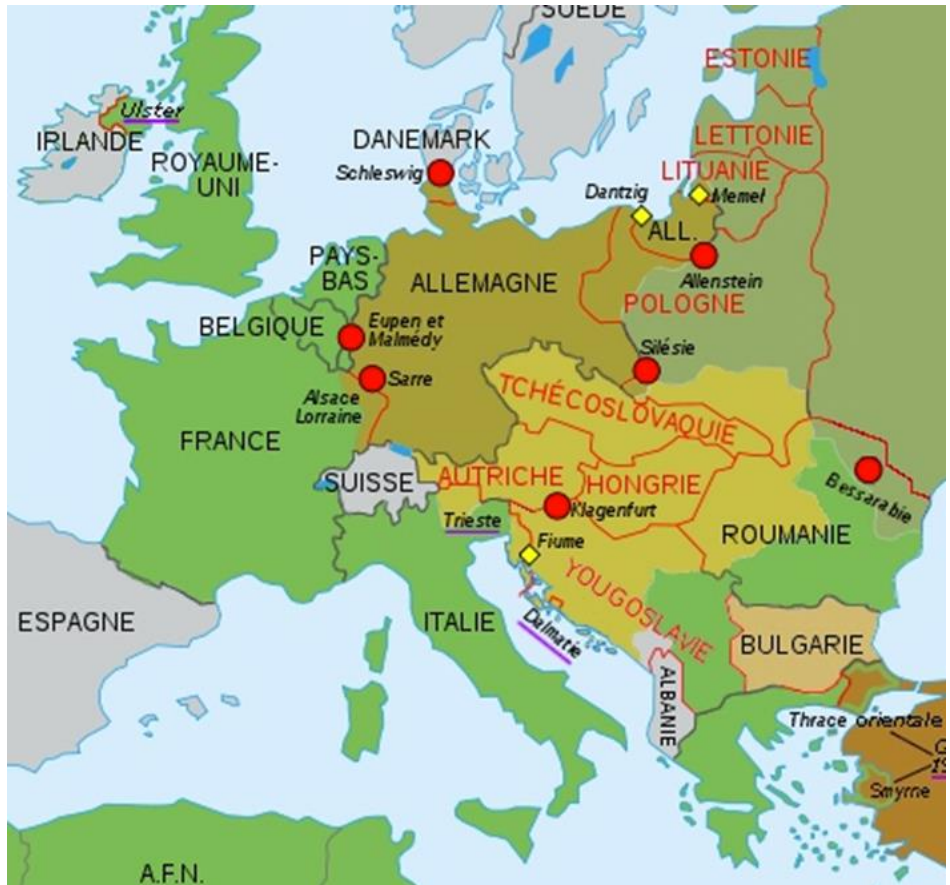 SUÈDE
ESTONIE
Ulster
IRLANDE
ROYAUME-
UNI
DANEMARK
Schleswig
LETTONIE
LITUANIE
Dantzig
Memel
ALL.
PAYS-
BAS
ALLEMAGNE
Allenstein
POLOGNE
BELGIQUE
Eupen et
Malmédy
Silésie
Sarre
Alsace
Lorraine
TCHÉCOSLOVAQUIE
FRANCE
SUISSE
AUTRICHE
HONGRIE
Klagenfurt
Bessarabie
Trieste
Fiume
ROUMANIE
YOUGOSLAVIE
ESPAGNE
ITALIE
Dalmatie
BULGARIE
ALBANIE
Thrace orientale
Smyrne
A.F.N.